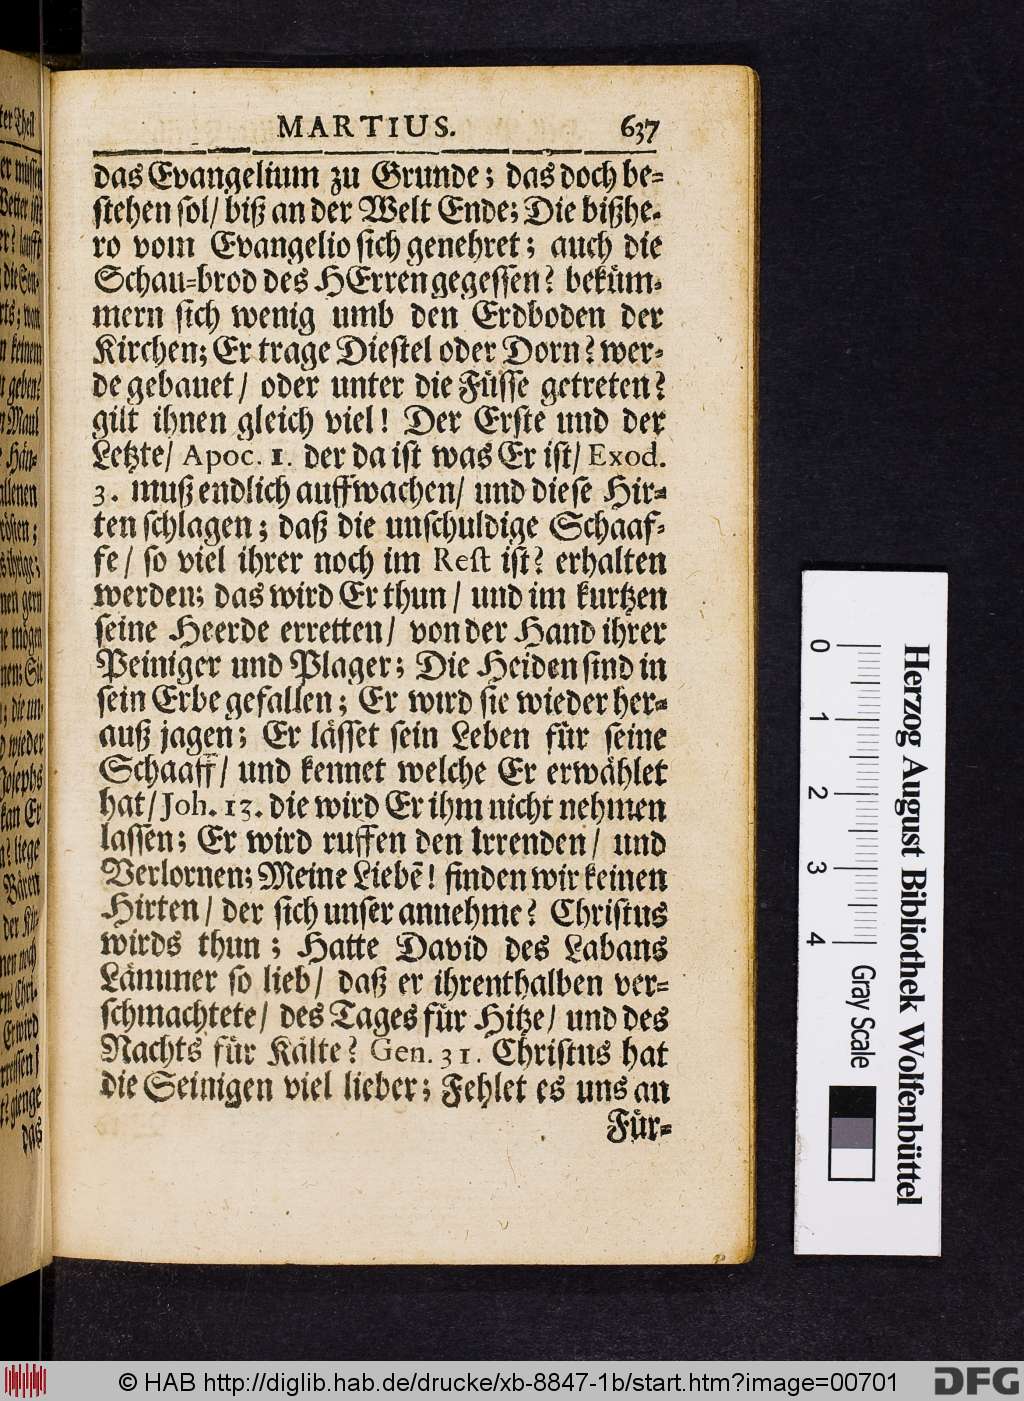 MARTIUS. 637
das Evangelium zu Grunde; das doch be-
stehen sol/ biß an der Welt Ende; Die bißhe-
ro vom Evangelio sich genehret; auch die
Schau-brod des HErren gegessen? bekům-
mern sich wenig umb den Erdboden der
Kirchen; Er trage Diestel oder Dorn? wer-
de gebauet/ oder unter die Füsse getreten?
gilt ihnen gleich viel! Der Erste und der
Letzte/ Apoc. 1. der da ist was Er ist/ Exod.
3. muß endlich auffwachen/ und diese Hir-
ten schlagen; daß die unschuldige Schaaf-
fe/ so viel ihrer noch im Rest ist? erhalten
werden; das wird Er thun/ und im kurtzen
seine Heerde erretten/ von der Hand ihrer
Peiniger und Plager; Die Heiden sind in
sein Erbe gefallen; Er wird sie wieder her-
auß jagen; Er lässet sein Leben für seine
Schaaff/ und kennet welche Er erwählet
hat/ Joh. 13. die wird Er ihm nicht nehmen
lassen; Er wird ruffen den Irrenden/ und
Verlornen; Meine Liebē! finden wir keinen
Hirten/ der sich unser annehme? Christus
wirds thun; Hatte David des Labans
Lämmer so lieb/ daß er ihrenthalben ver-
schmachtete/ des Tages für Hitze/ und des
Nachts für Kälte? Gen. 31. Christus hat
die Seinigen viel lieber; Fehlet es uns an
Für-
0 1 2 3 4
Gray Scale
Herzog August Bibliothek Wolfenbüttel
© HAB http://diglib.hab.de/drucke/xb-8847-1b/start.htm?image=00701
DFG